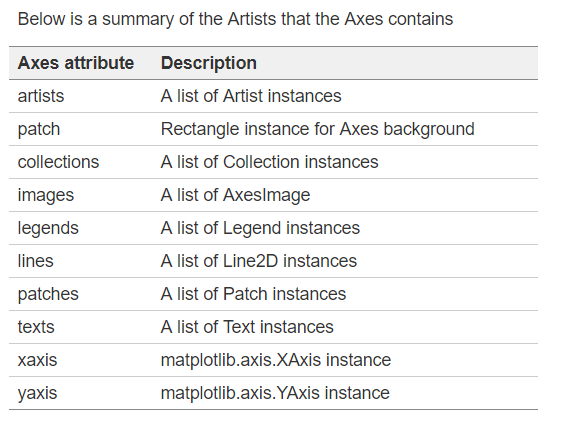 Below is a summary of the Artists that the Axes contains
Axes attribute Description
artists A list of Artist instances
patch Rectangle instance for Axes background
collections A list of Collection instances
images A list of AxesImage
legends A list of Legend instances
lines A list of Line2D instances
patches A list of Patch instances
texts A list of Text instances
xaxis matplotlib.axis.XAxis instance
yaxis matplotlib.axis.YAxis instance